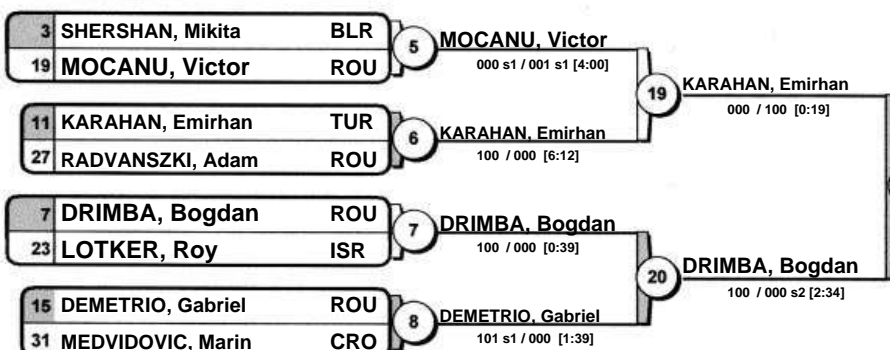 3 SHERSHAN, Mikita BLR
19 MOCANU, Victor ROU
5
MOCANU, Victor
000 s1 / 001 s1 [4:00]
11 KARAHAN, Emirhan TUR
27 RADVANSZKI, Adam ROU
6
KARAHAN, Emirhan
100 / 000 [6:12]
19
KARAHAN, Emirhan
000 / 100 [0:19]
7 DRIMBA, Bogdan ROU
23 LOTKER, Roy ISR
7
DRIMBA, Bogdan
100 / 000 [0:39]
15 DEMETRIO, Gabriel ROU
31 MEDVIDOVIC, Marin CRO
8
DEMETRIO, Gabriel
101 s1 / 000 [1:39]
20
DRIMBA, Bogdan
100 / 000 s2 [2:34]